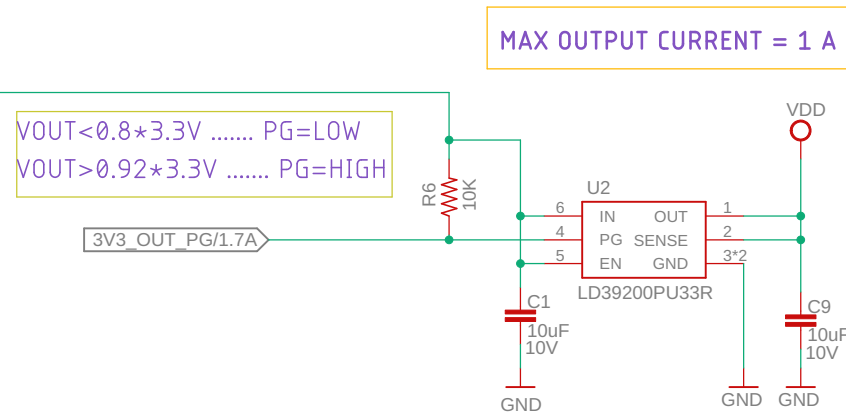 MAX OUTPUT CURRENT = 1 A
VOUT<0.8*3.3V ....... PG=LOW
VOUT>0.92*3.3V ....... PG=HIGH
VDD
U2
R6
10K
6
IN
OUT
1
3V3_OUT_PG/1.7A
4
PG
SENSE
2
5
EN
GND
3*2
LD39200PU33R
C1
10uF
10V
C9
10uF
10V
GND
GND
GND